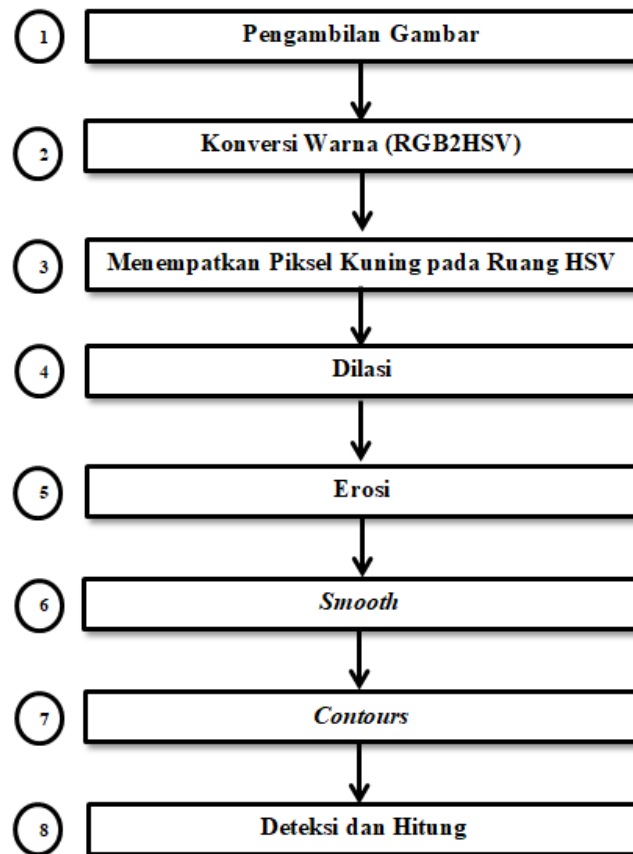 1 Pengambilan Gambar
2 Konversi Warna (RGB2HSV)
3 Menempatkan Piksel Kuning pada Ruang HSV
4 Dilasi
5 Erosi
6 Smooth
7 Contours
8 Deteksi dan Hitung